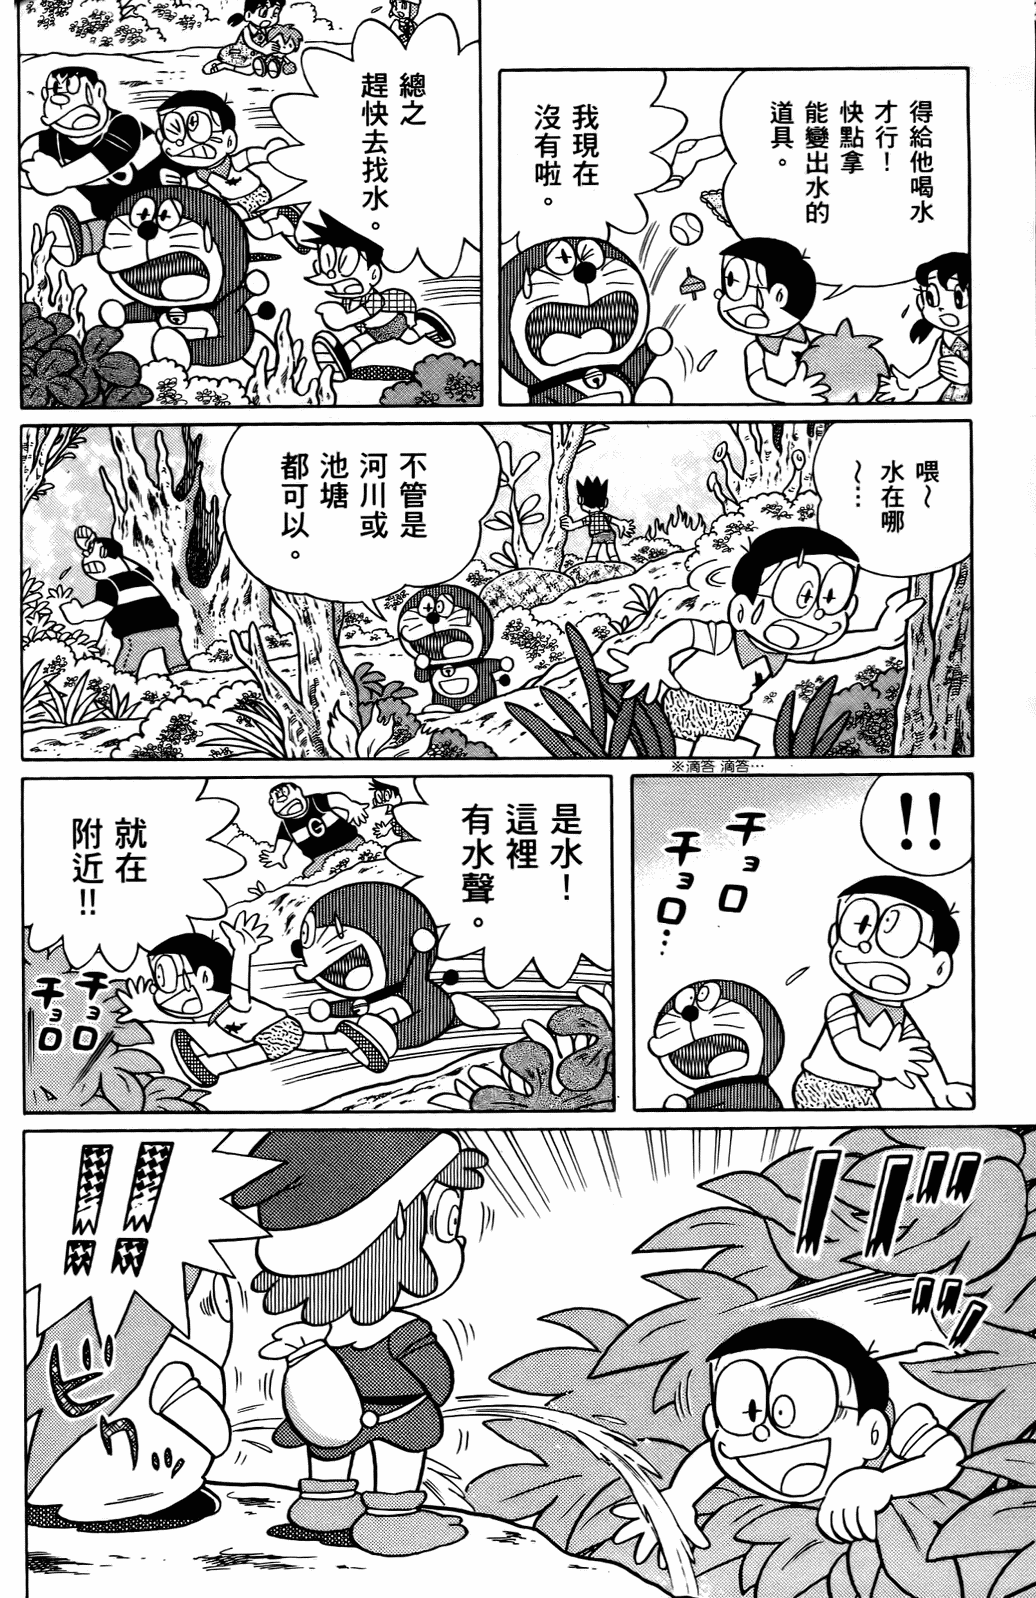 得給他喝水
才行！
快點拿
能變出水的
道具。
我現在
沒有啦。
總之
趕快去找水。
喂～
水在哪
～…
不管是
河川或
池塘
都可以。
※滴答 滴答…
!!
チョロ
チョロ…
是水！
這裡
有水聲。
就在
附近!!
G
チョロ
チョロ
!!
!!
ビクッ
!!